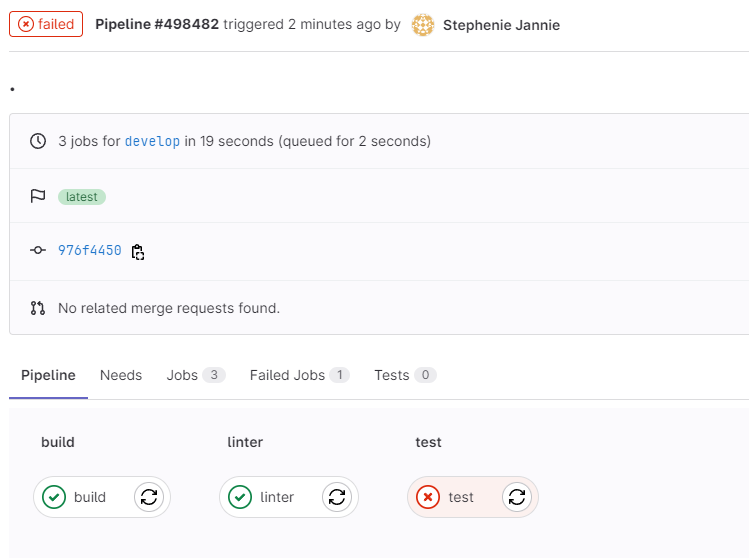 failed Pipeline #498482 triggered 2 minutes ago by Stephenie Jannie
.
3 jobs for develop in 19 seconds (queued for 2 seconds)
latest
976f4450
No related merge requests found.
Pipeline Needs Jobs 3 Failed Jobs 1 Tests 0
build linter test
build linter test